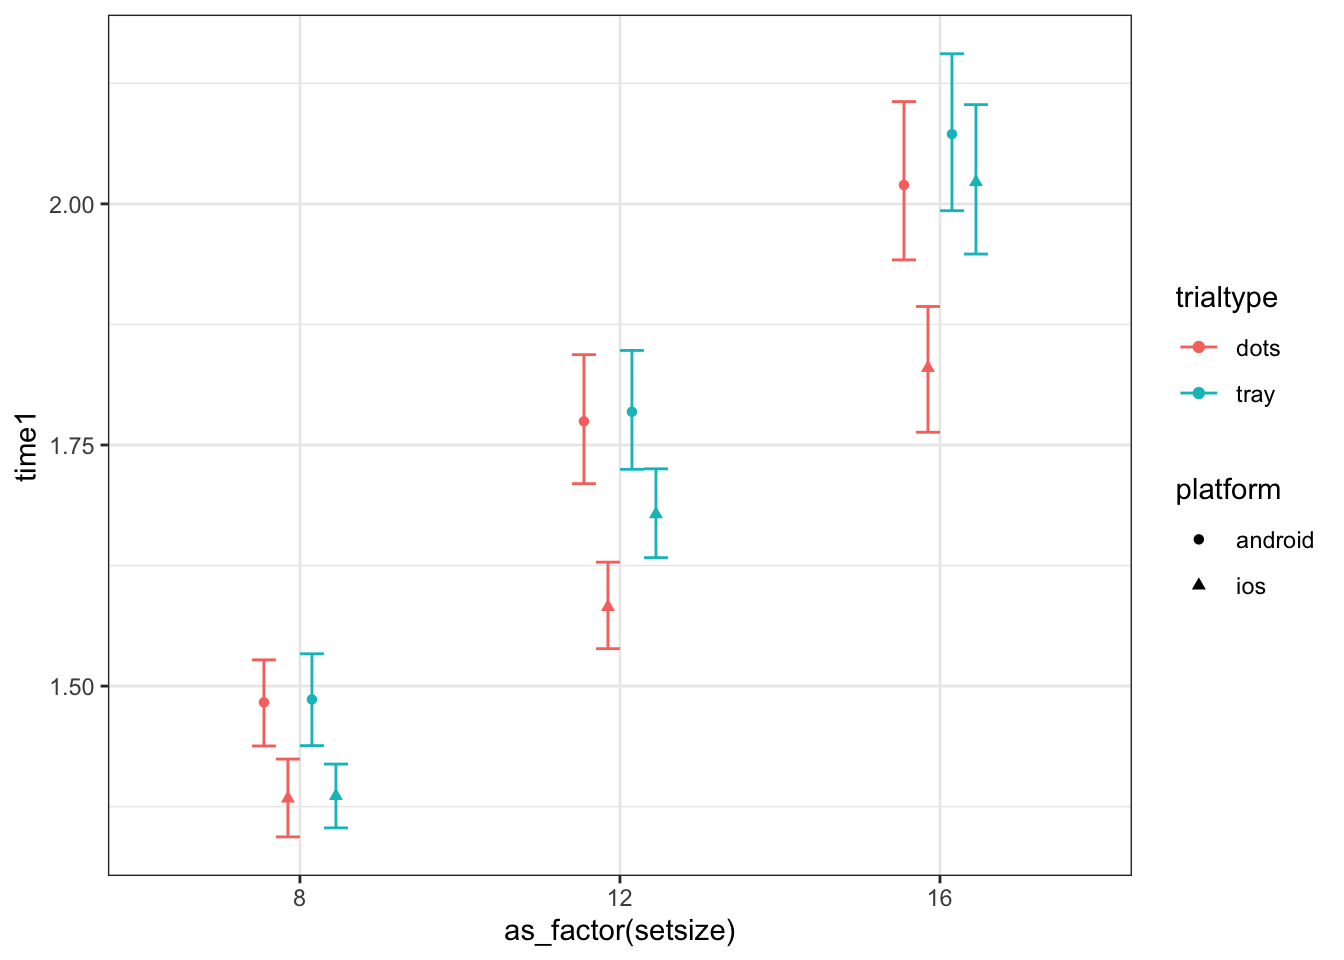 time1
2.00
1.75
1.50
8
12
16
as_factor(setsize)
trialtype
dots
tray
platform
android
ios